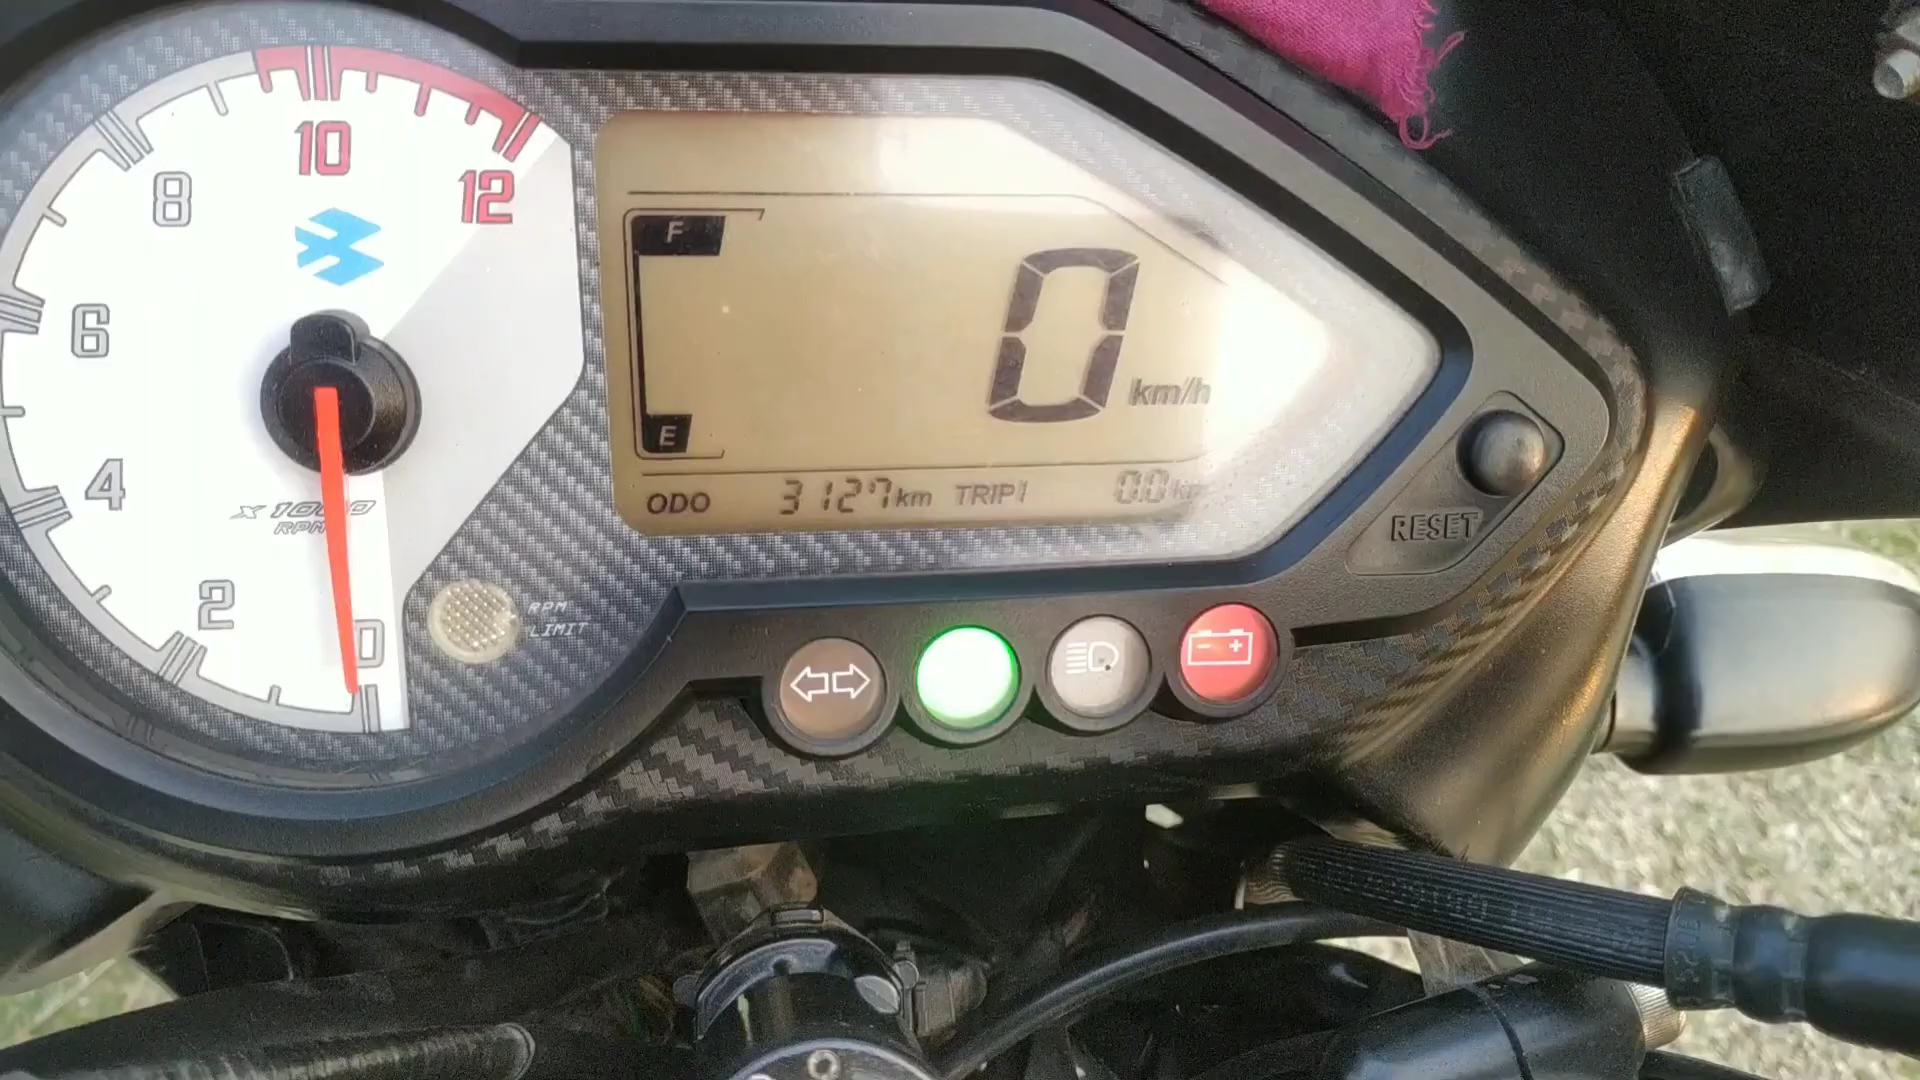 10
8
12
6
4
x 1000
RPM
2
0
RPM
LIMIT
F
0 km/h
E
ODO 3127 km TRIP1 0.0 km
RESET